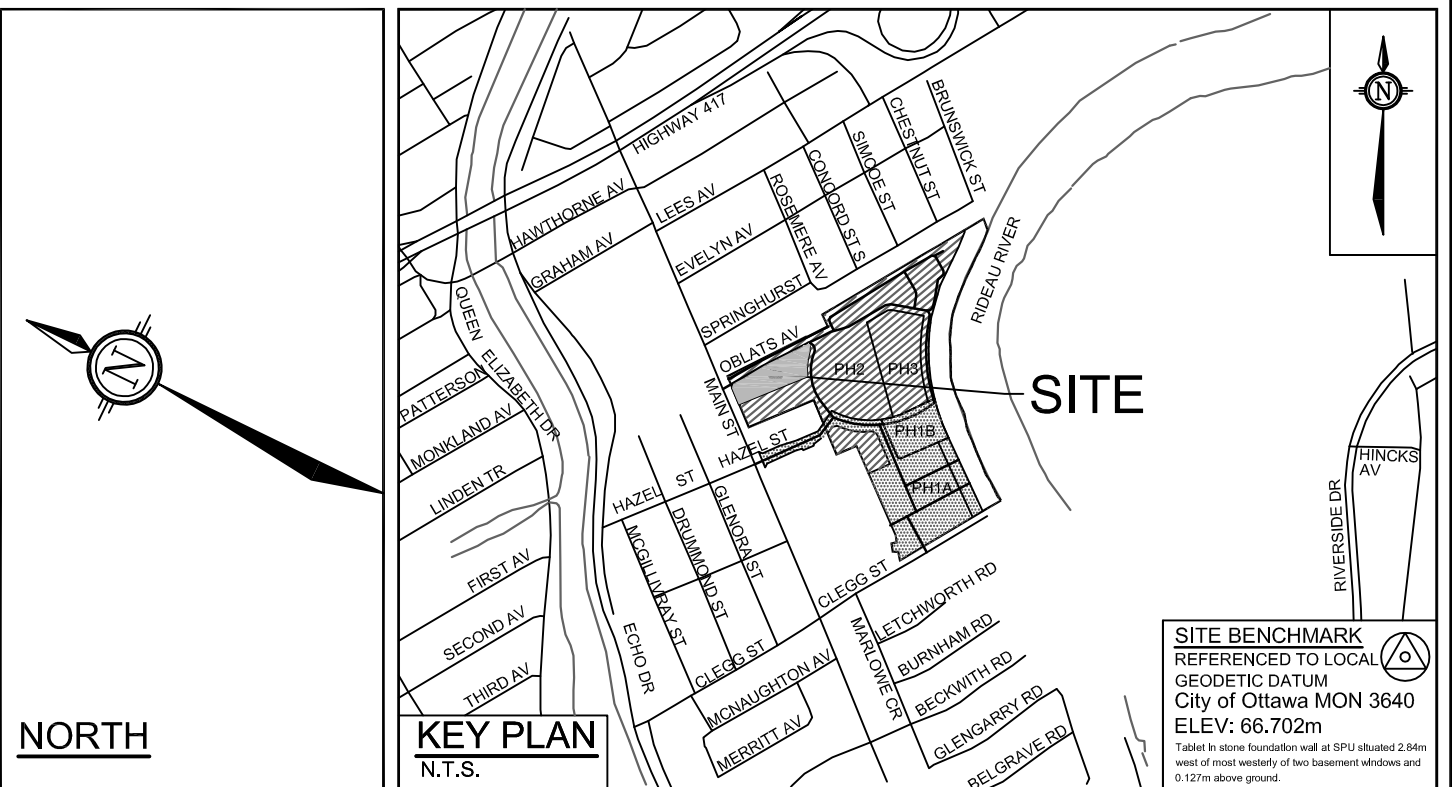 N
NORTH
HIGHWAY 417
HAWTHORNE AV
GRAHAM AV
LEES AV
EVELYN AV
SPRINGHURST
OBLATS AV
ROSEMERE AV
CONCORD ST S
SIMCOE ST
CHESTNUT ST
BRUNSWICK ST
RIDEAU RIVER
QUEEN ELIZABETH DR
PATTERSON
MONKLAND AV
LINDEN TR
FIRST AV
SECOND AV
THIRD AV
MAIN ST
HAZEL ST
HAZEL ST
PH2
PH3
PH1B
PH1A
SITE
GLENORA ST
DRUMMOND ST
MCGILLIVRAY ST
ECHO DR
CLEGG ST
CLEGG ST
MCNAUGHTON AV
MERRITT AV
MARLOWE CR
LETCHWORTH RD
BURNHAM RD
BECKWITH RD
GLENGARRY RD
BELGRAVE RD
RIVERSIDE DR
HINCKS
AV
N
KEY PLAN
N.T.S.
SITE BENCHMARK
REFERENCED TO LOCAL
GEODETIC DATUM
City of Ottawa MON 3640
ELEV: 66.702m
Tablet in stone foundation wall at SPU situated 2.84m
west of most westerly of two basement windows and
0.127m above ground.